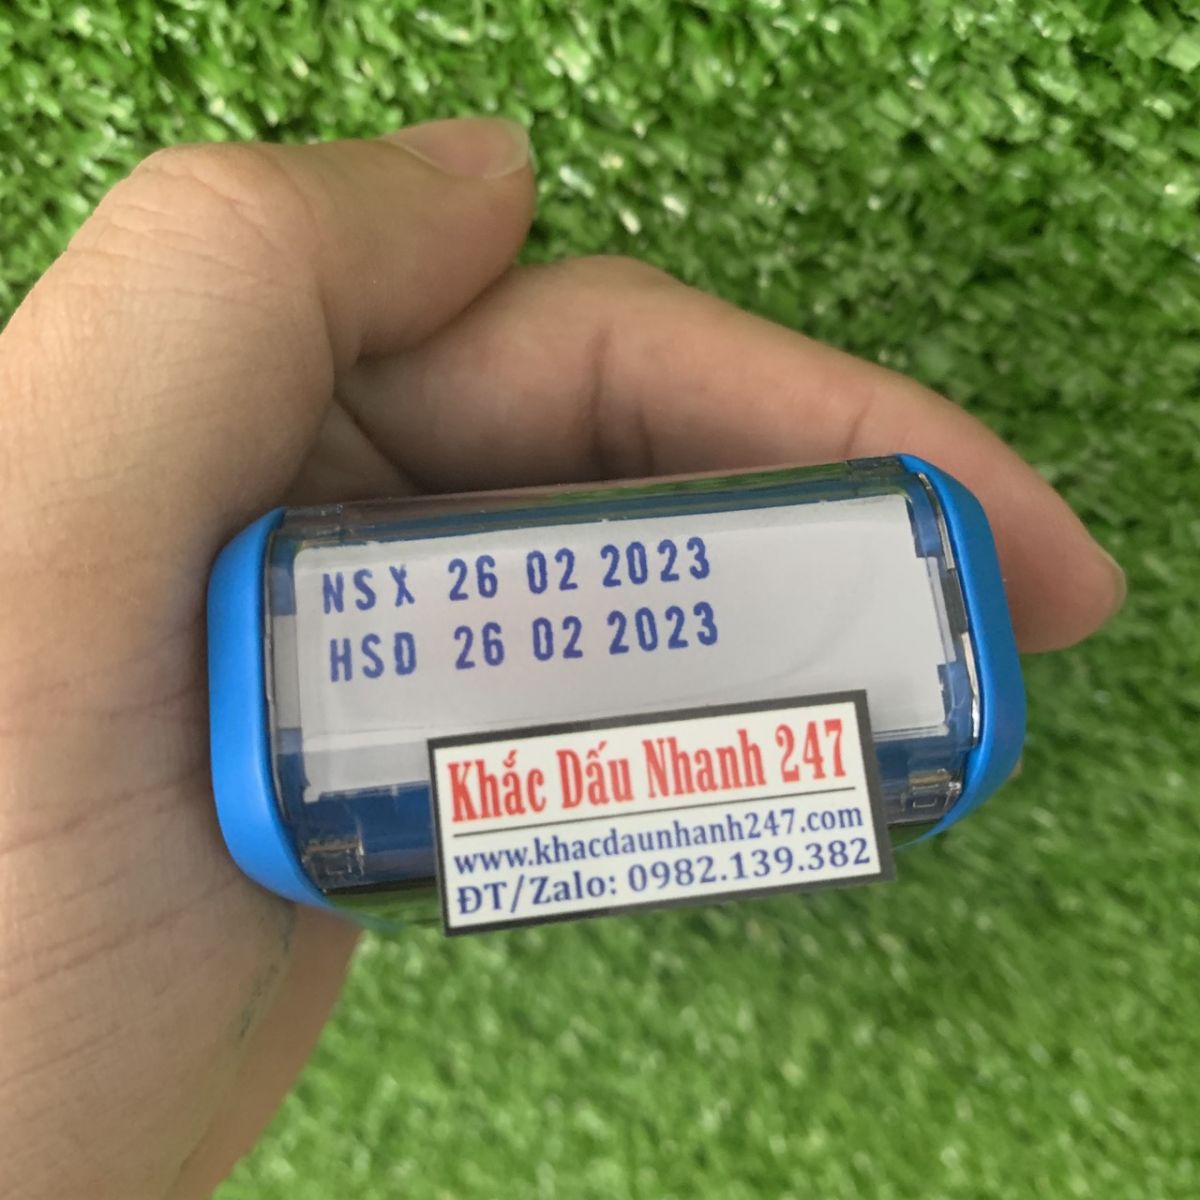 NSX 26 02 2023
HSD 26 02 2023
Khắc Dấu Nhanh 247
www.khacdaunhanh247.com
ĐT/Zalo: 0982.139.382